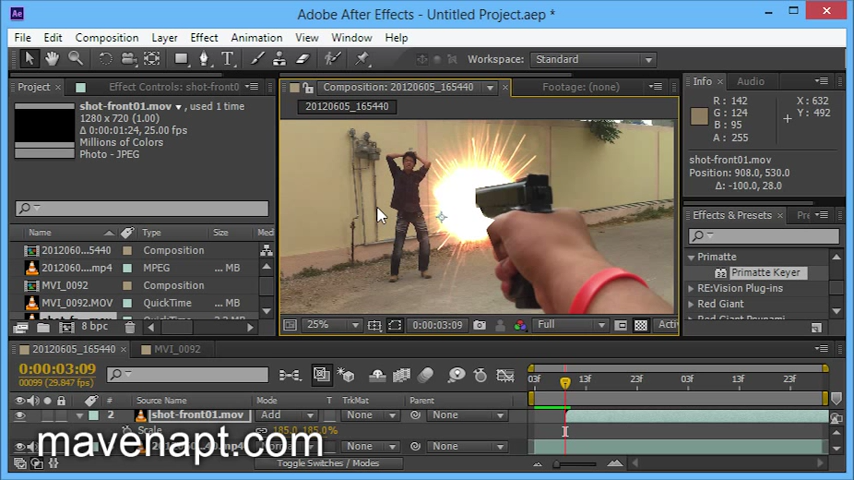 Adobe After Effects - Untitled Project.aep *
File Edit Composition Layer Effect Animation View Window Help
Workspace: Standard
Project Effect Controls: shot-front0
Composition: 20120605_165440 Footage: (none)
Info Audio
shot-front01.mov ▼, used 1 time
1280 x 720 (1.00)
Δ 0:00:01:24, 25.00 fps
Millions of Colors
Photo - JPEG
20120605_165440
R : 142
G : 124
B : 95
A : 255
X : 632
Y : 492
shot-front01.mov
Position: 908.0, 530.0
Δ: -100.0, 28.0
Effects & Presets
Primatte
Primatte Keyer
RE:Vision Plug-ins
Red Giant
Name Type Med
2012060...5440 Composition
2012060....mp4 MPEG ... MB
MVI_0092 Composition
MVI_0092.MOV QuickTime ... MB
8 bpc
25% 0:00:03:09 Full
20120605_165440 MVI_0092
0:00:03:09
00099 (29.847 fps)
03f 13f 23f 03f 13f 23f
# Source Name Mode T TrkMat Parent
2 shot-front01.mov Add None None
Scale 185.0, 185.0%
None None
Toggle Switches / Modes
mavenapt.com